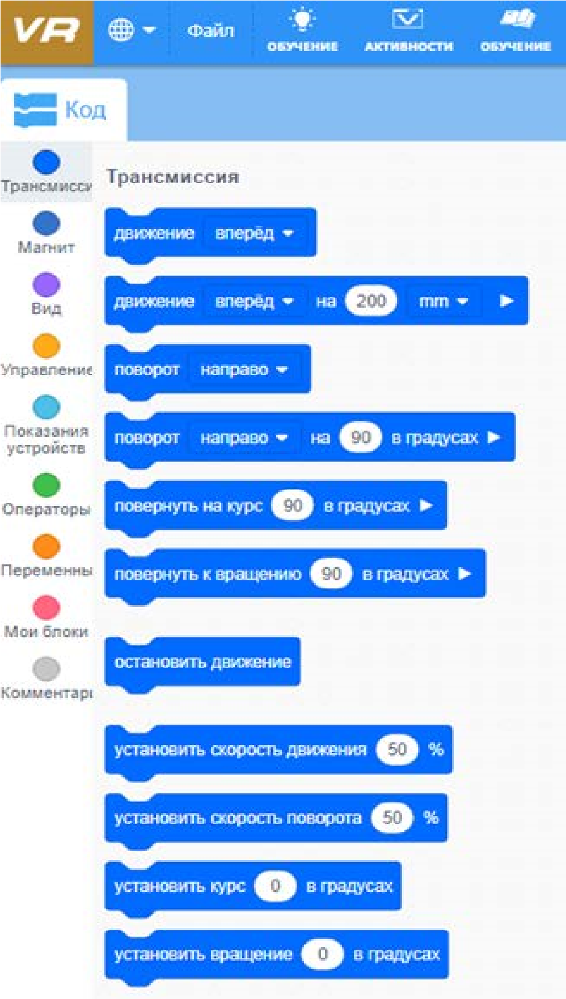 VR
Файл
ОБУЧЕНИЕ
АКТИВНОСТИ
ОБУЧЕНИЕ
Код
Трансмисси
Магнит
Вид
Управление
Показания
устройств
Операторы
Переменны
Мои блоки
Комментари
Трансмиссия
движение вперёд
движение вперёд на 200 mm
поворот направо
поворот направо на 90 в градусах
повернуть на курс 90 в градусах
повернуть к вращению 90 в градусах
остановить движение
установить скорость движения 50 %
установить скорость поворота 50 %
установить курс 0 в градусах
установить вращение 0 в градусах